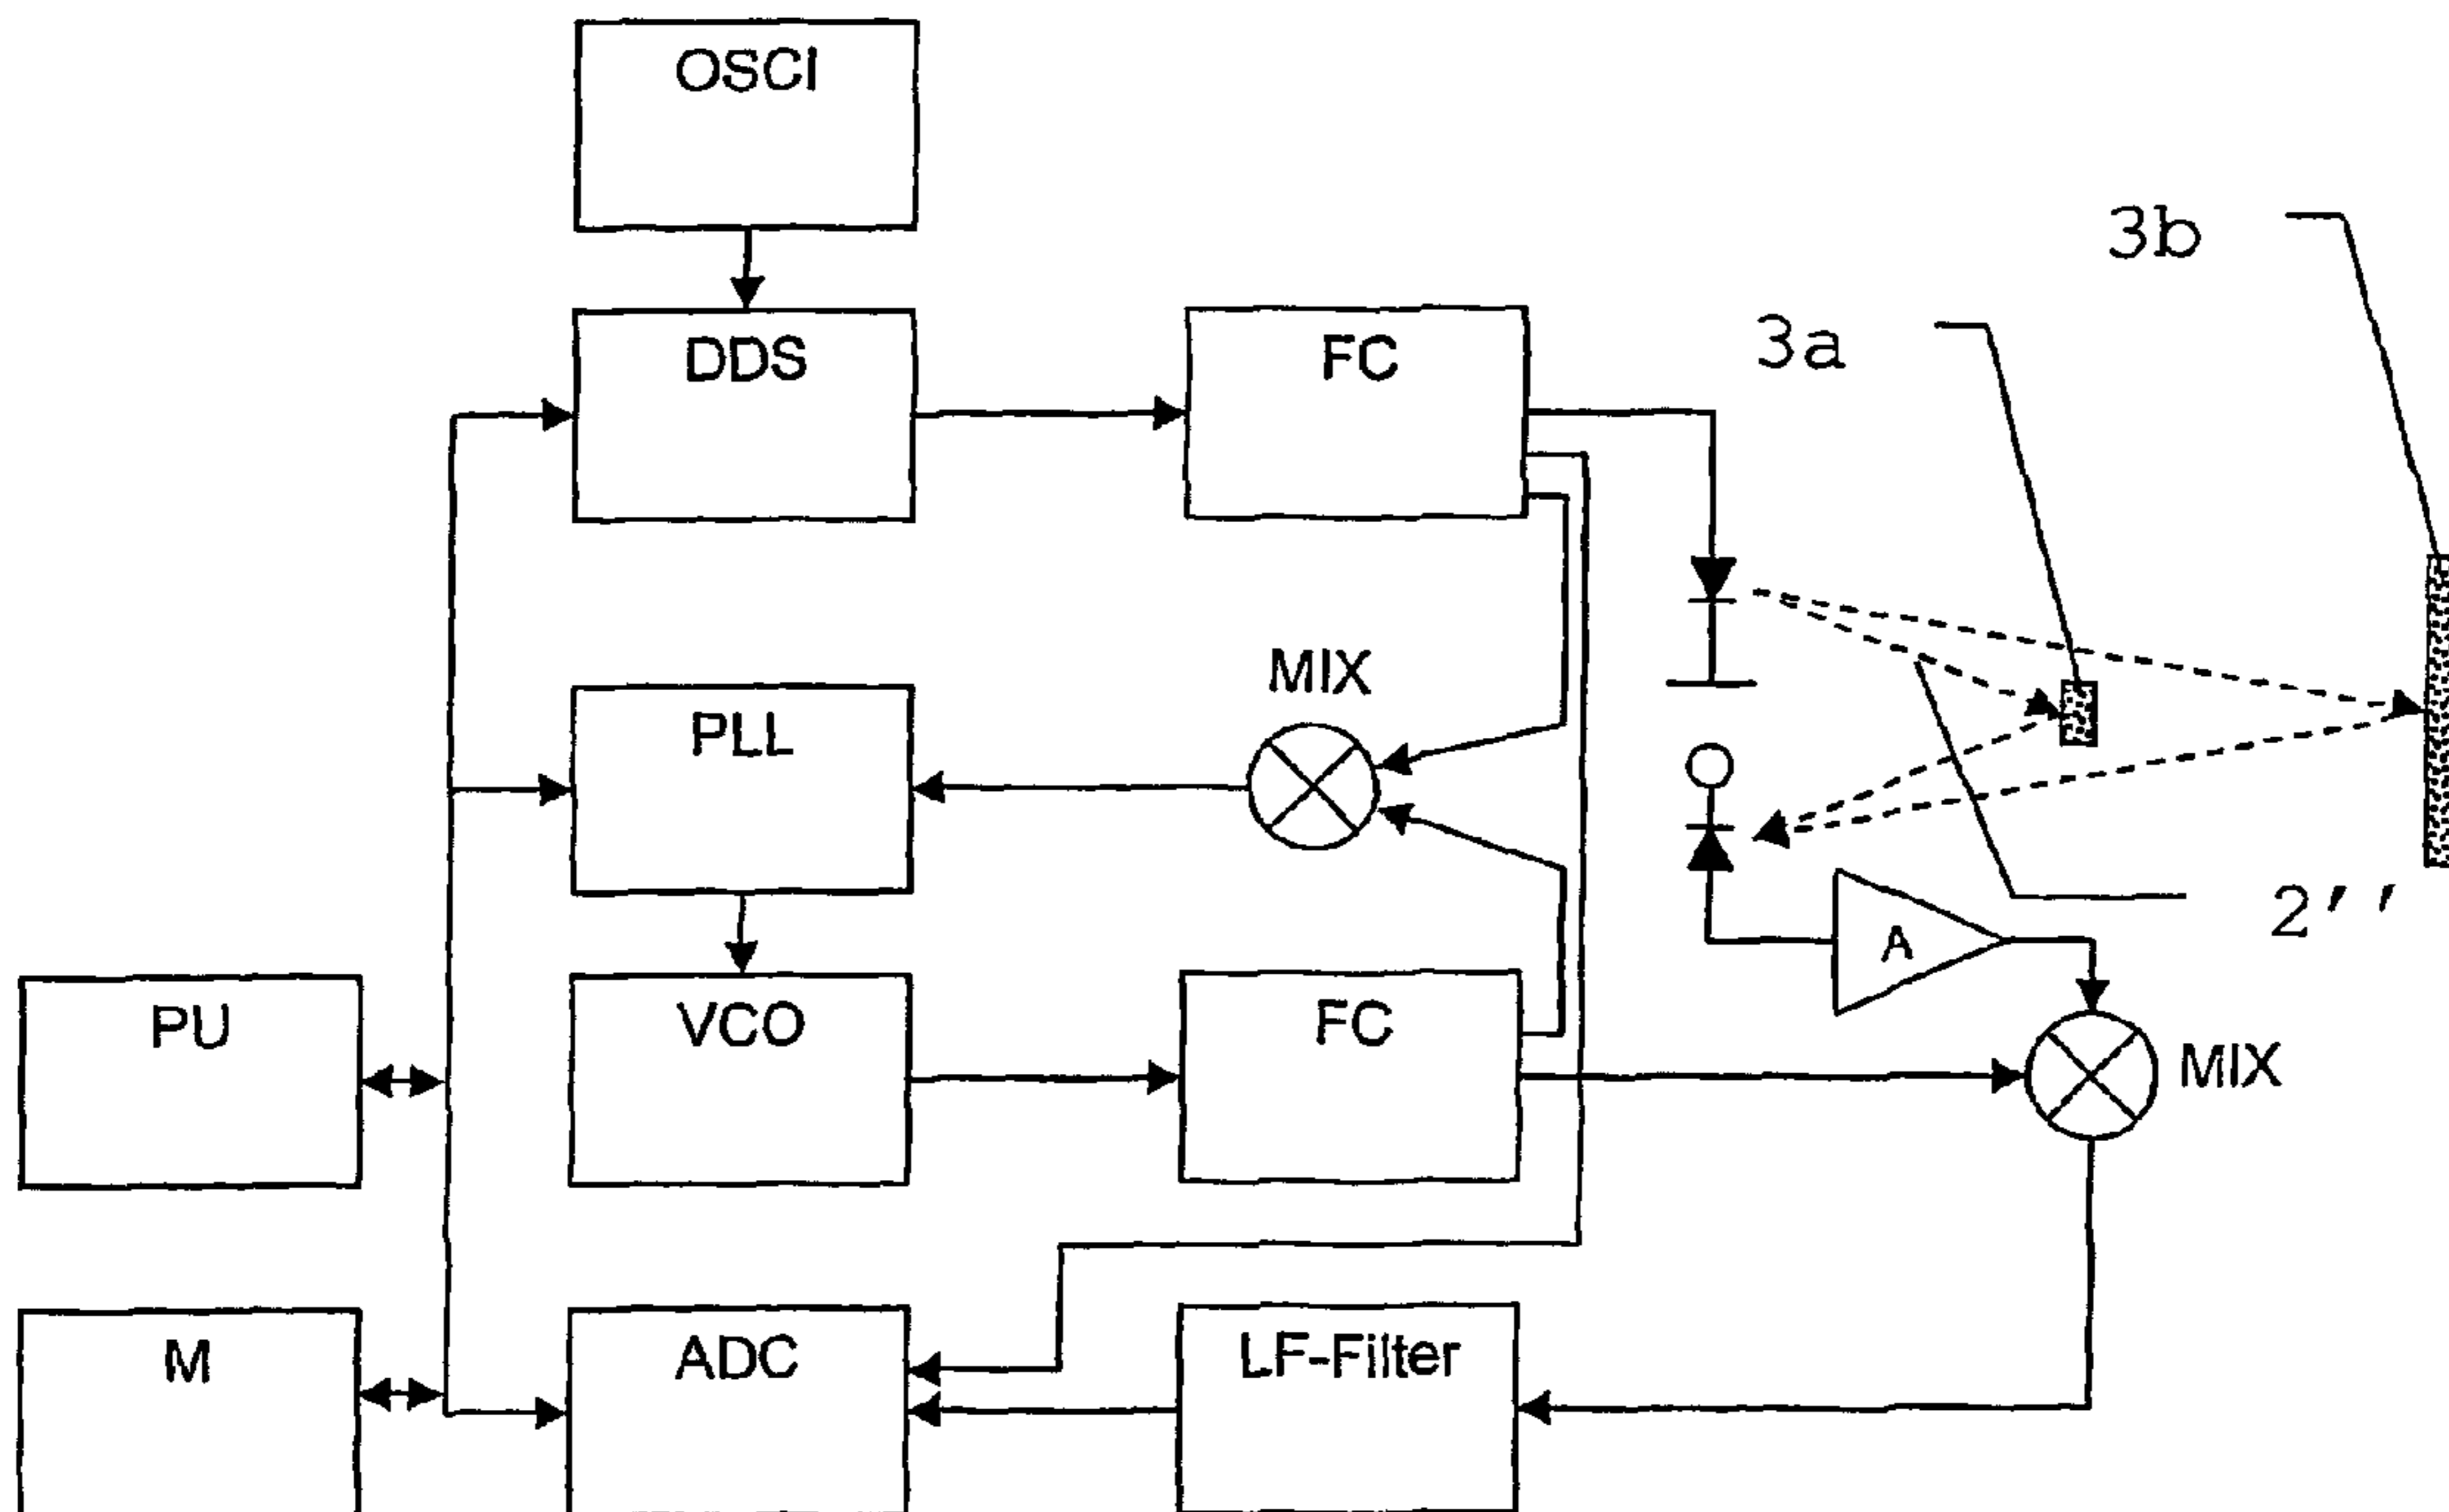 OSCI
3b
DDS
FC
3a
MIX
PLL
2''
A
PU
VCO
FC
MIX
M
ADC
LF-Filter